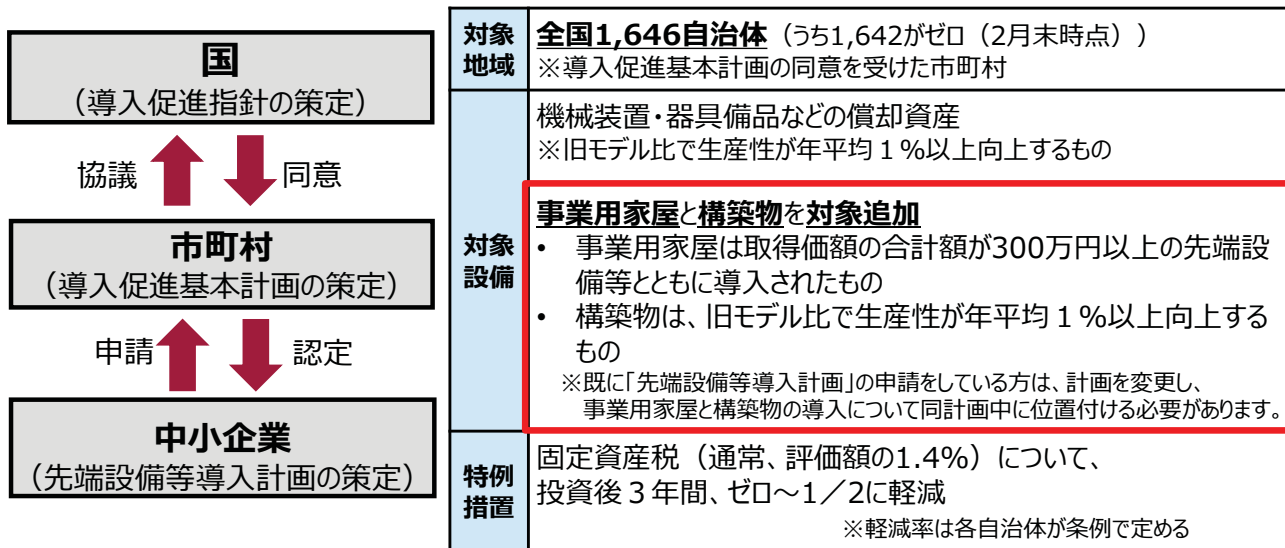 国
（導入促進指針の策定）
協議
同意
市町村
（導入促進基本計画の策定）
申請
認定
中小企業
（先端設備等導入計画の策定）
対象
地域
全国1,646自治体（うち1,642がゼロ（2月末時点））
※導入促進基本計画の同意を受けた市町村
対象
設備
機械装置・器具備品などの償却資産
※旧モデル比で生産性が年平均１％以上向上するもの
事業用家屋と構築物を対象追加
• 事業用家屋は取得価額の合計額が300万円以上の先端設
備等とともに導入されたもの
• 構築物は、旧モデル比で生産性が年平均１％以上向上する
もの
※既に「先端設備等導入計画」の申請をしている方は、計画を変更し、
事業用家屋と構築物の導入について同計画中に位置付ける必要があります。
特例
措置
固定資産税（通常、評価額の1.4%）について、
投資後３年間、ゼロ～1／2に軽減
※軽減率は各自治体が条例で定める